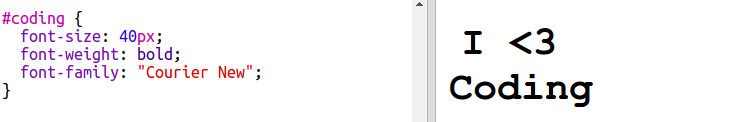 #coding {
  font-size: 40px;
  font-weight: bold;
  font-family: "Courier New";
}
I <3
Coding